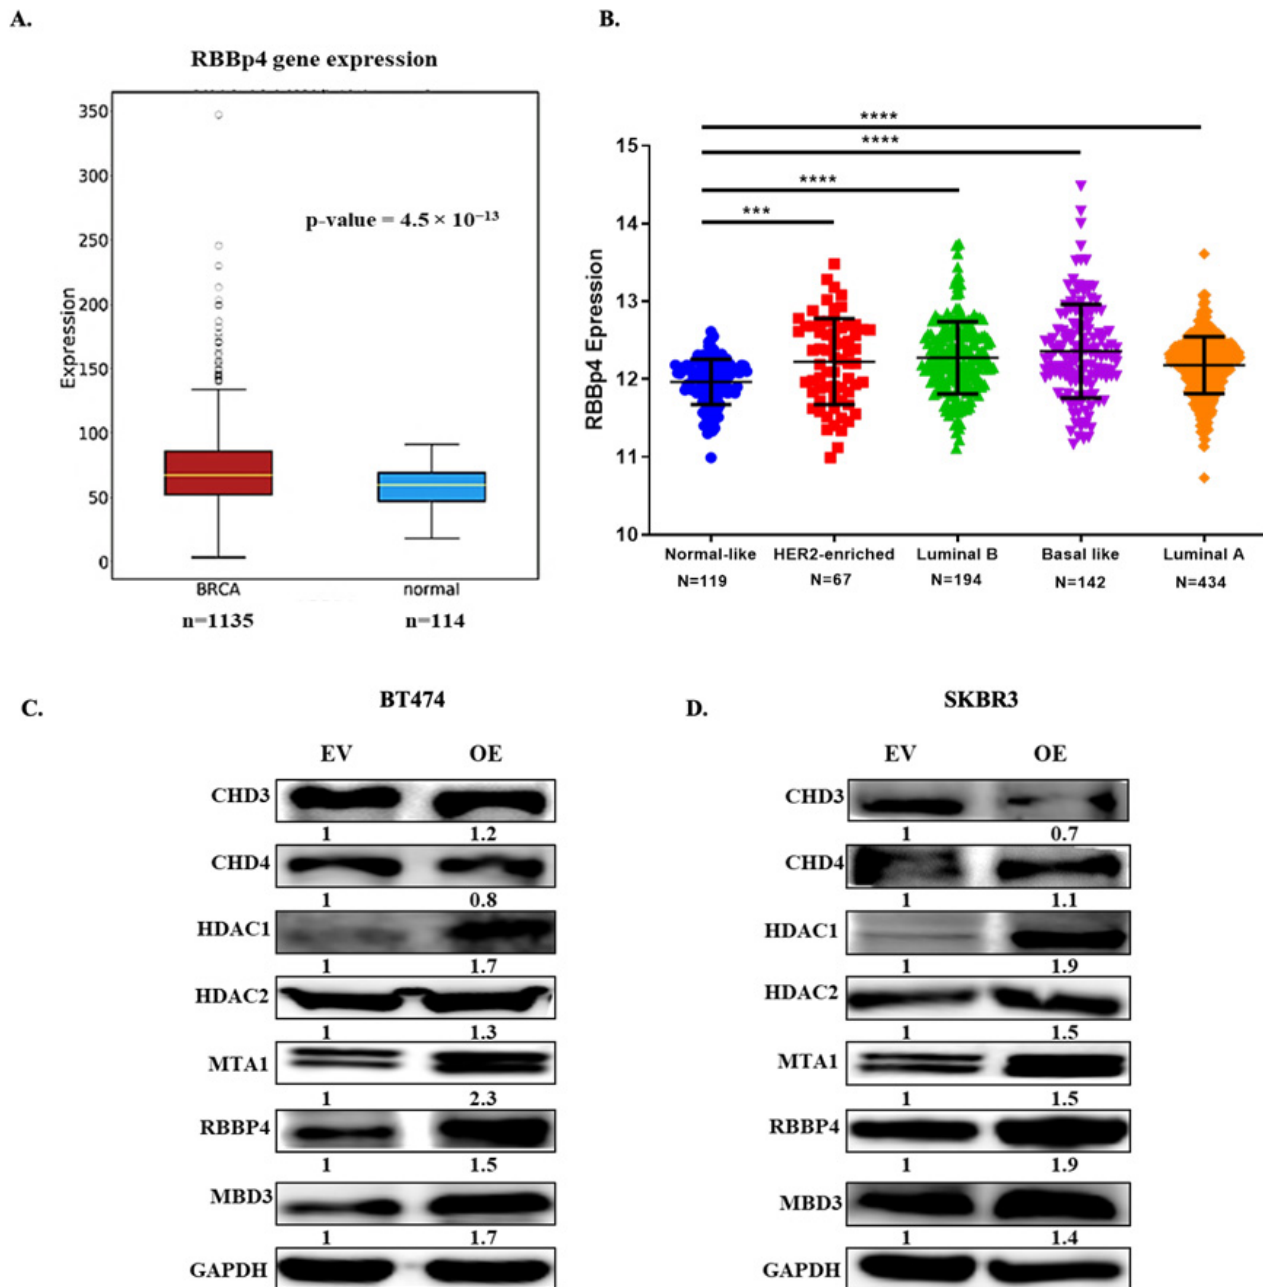 A.
RBBp4 gene expression
Expression
350
300
250
200
150
100
50
0
p-value = 4.5 × 10⁻¹³
BRCA normal
n=1135 n=114
B.
RBBp4 Epression
15
14
13
12
11
10
****
****
****
***
Normal-like HER2-enriched Luminal B Basal like Luminal A
N=119 N=67 N=194 N=142 N=434
C.
BT474
EV OE
CHD3
1 1.2
CHD4
1 0.8
HDAC1
1 1.7
HDAC2
1 1.3
MTA1
1 2.3
RBBP4
1 1.5
MBD3
1 1.7
GAPDH
D.
SKBR3
EV OE
CHD3
1 0.7
CHD4
1 1.1
HDAC1
1 1.9
HDAC2
1 1.5
MTA1
1 1.5
RBBP4
1 1.9
MBD3
1 1.4
GAPDH